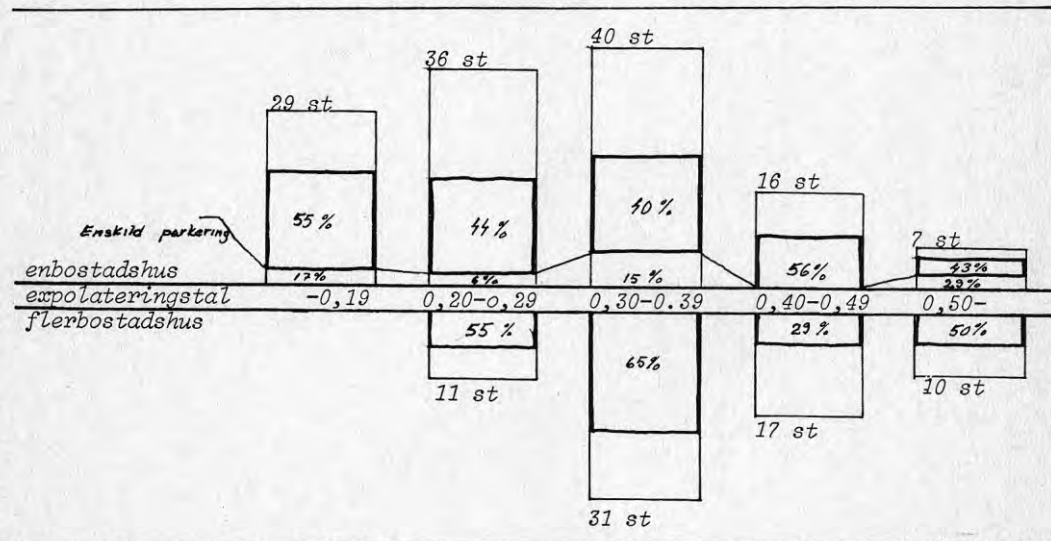 40 st
36 st
29 st
16 st
55% 44% 40%
Enskild parkering
7 st
56% 43%
enbostadshus 17% 6% 15% 29%
expolateringstal -0,19 0,20-0,29 0,30-0.39 0,40-0,49 0,50-
flerbostadshus
55% 65% 29% 50%
11 st 10 st
17 st
31 st